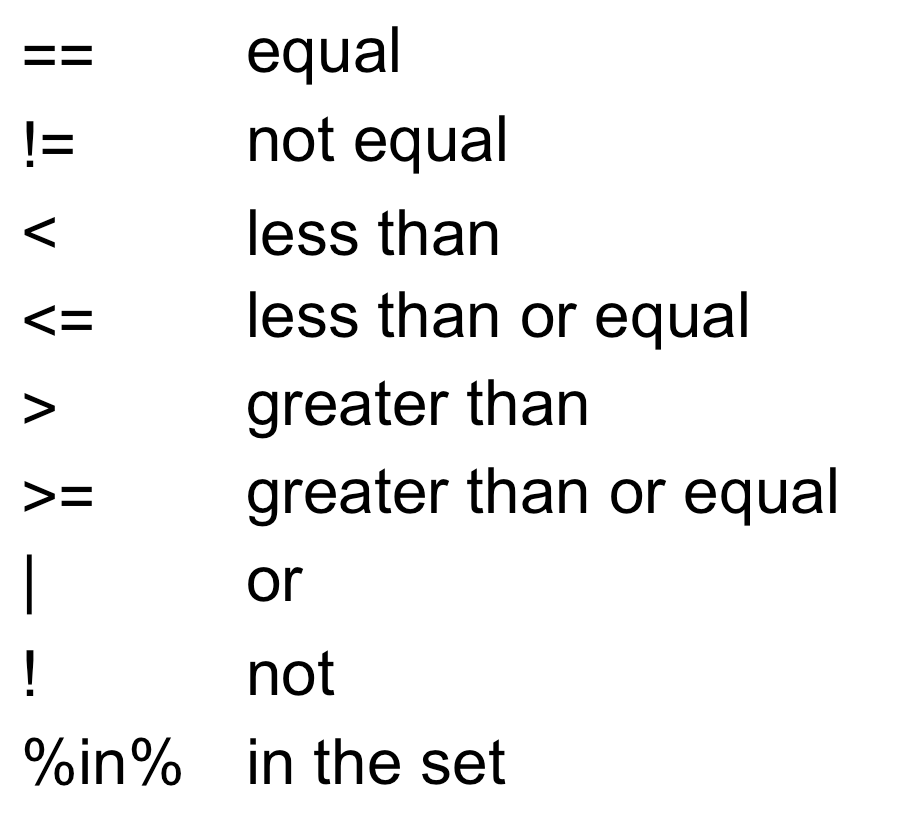 == equal
!= not equal
< less than
<= less than or equal
> greater than
>= greater than or equal
| or
! not
%in% in the set